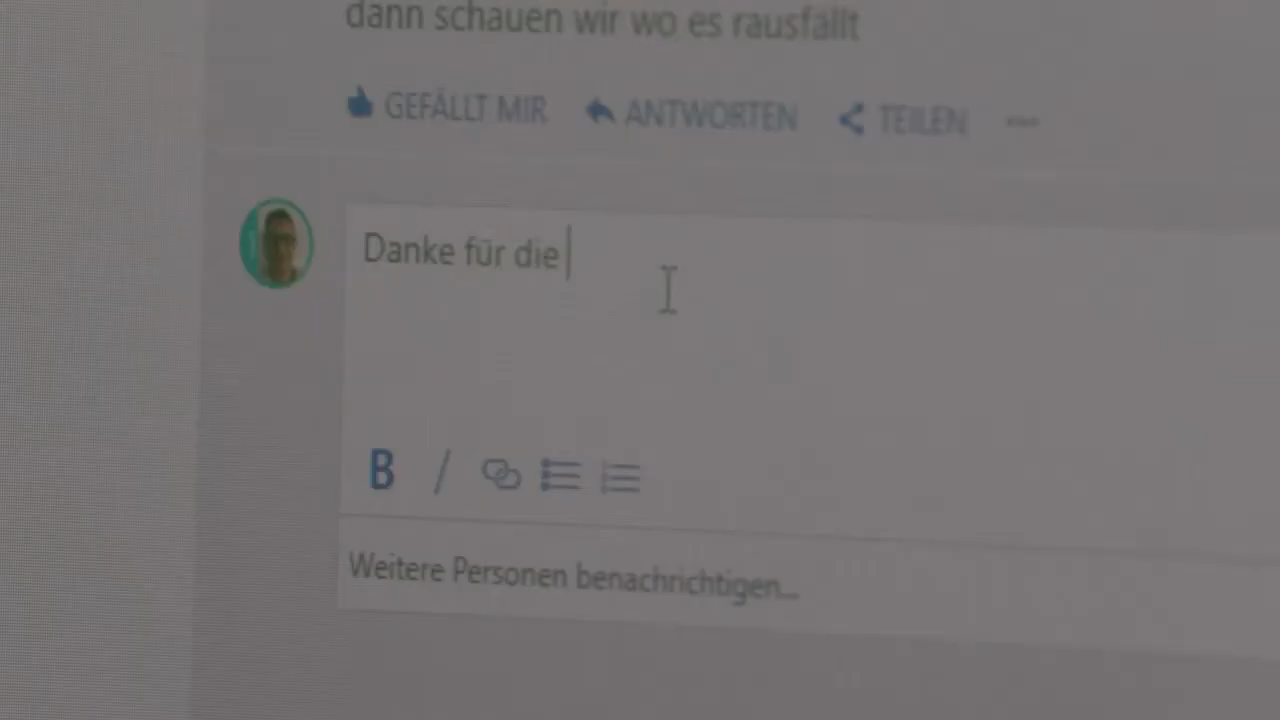 dann schauen wir wo es rausfällt
GEFÄLLT MIR ANTWORTEN TEILEN
Danke für die
B I
Weitere Personen benachrichtigen...